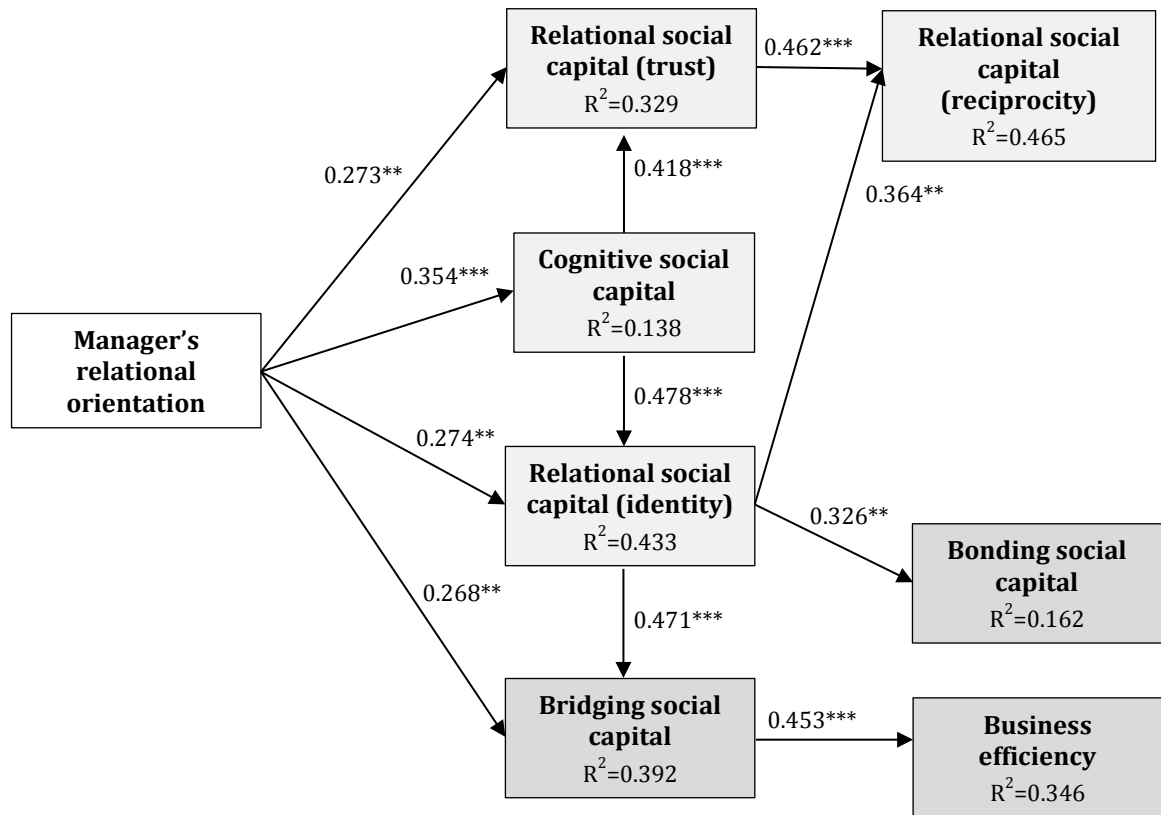 Relational social
capital (trust)
R²=0.329
0.462***
Relational social
capital
(reciprocity)
R²=0.465
0.273**
0.418***
0.364**
0.354***
Cognitive social
capital
R²=0.138
Manager’s
relational
orientation
0.478***
0.274**
Relational social
capital (identity)
R²=0.433
0.326**
Bonding social
capital
R²=0.162
0.268**
0.471***
Bridging social
capital
R²=0.392
0.453***
Business
efficiency
R²=0.346